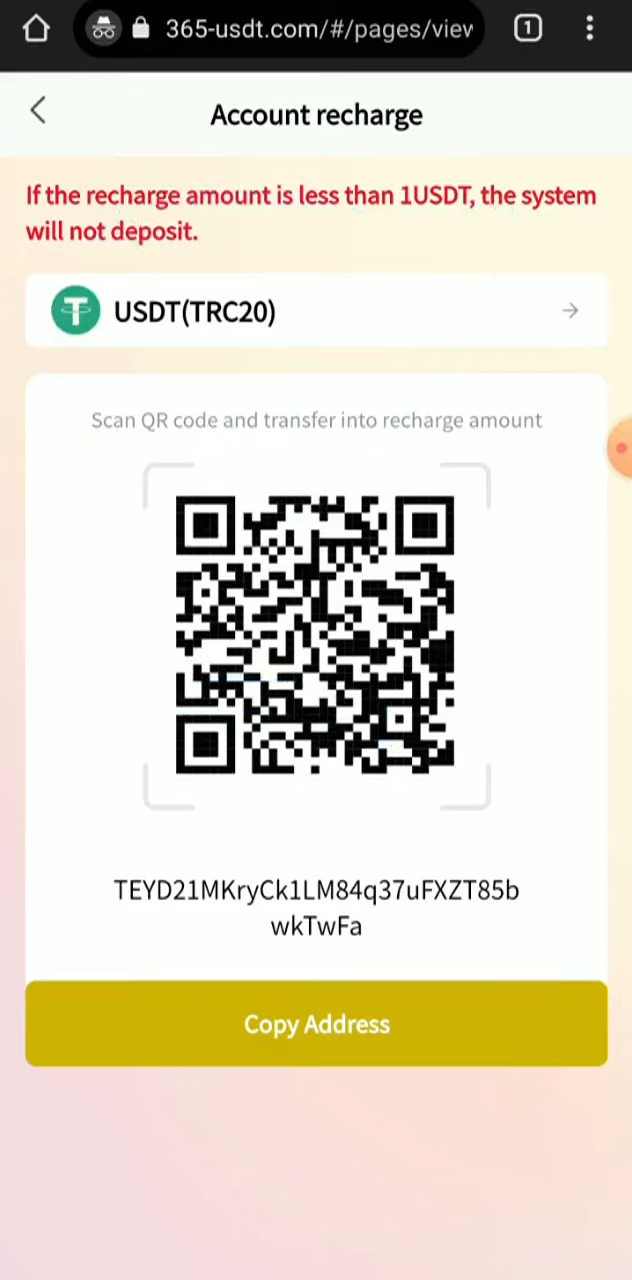 365-usdt.com/#/pages/view
1
Account recharge
If the recharge amount is less than 1USDT, the system
will not deposit.
USDT(TRC20)
Scan QR code and transfer into recharge amount
TEYD21MKryCk1LM84q37uFXZT85b
wkTwFa
Copy Address